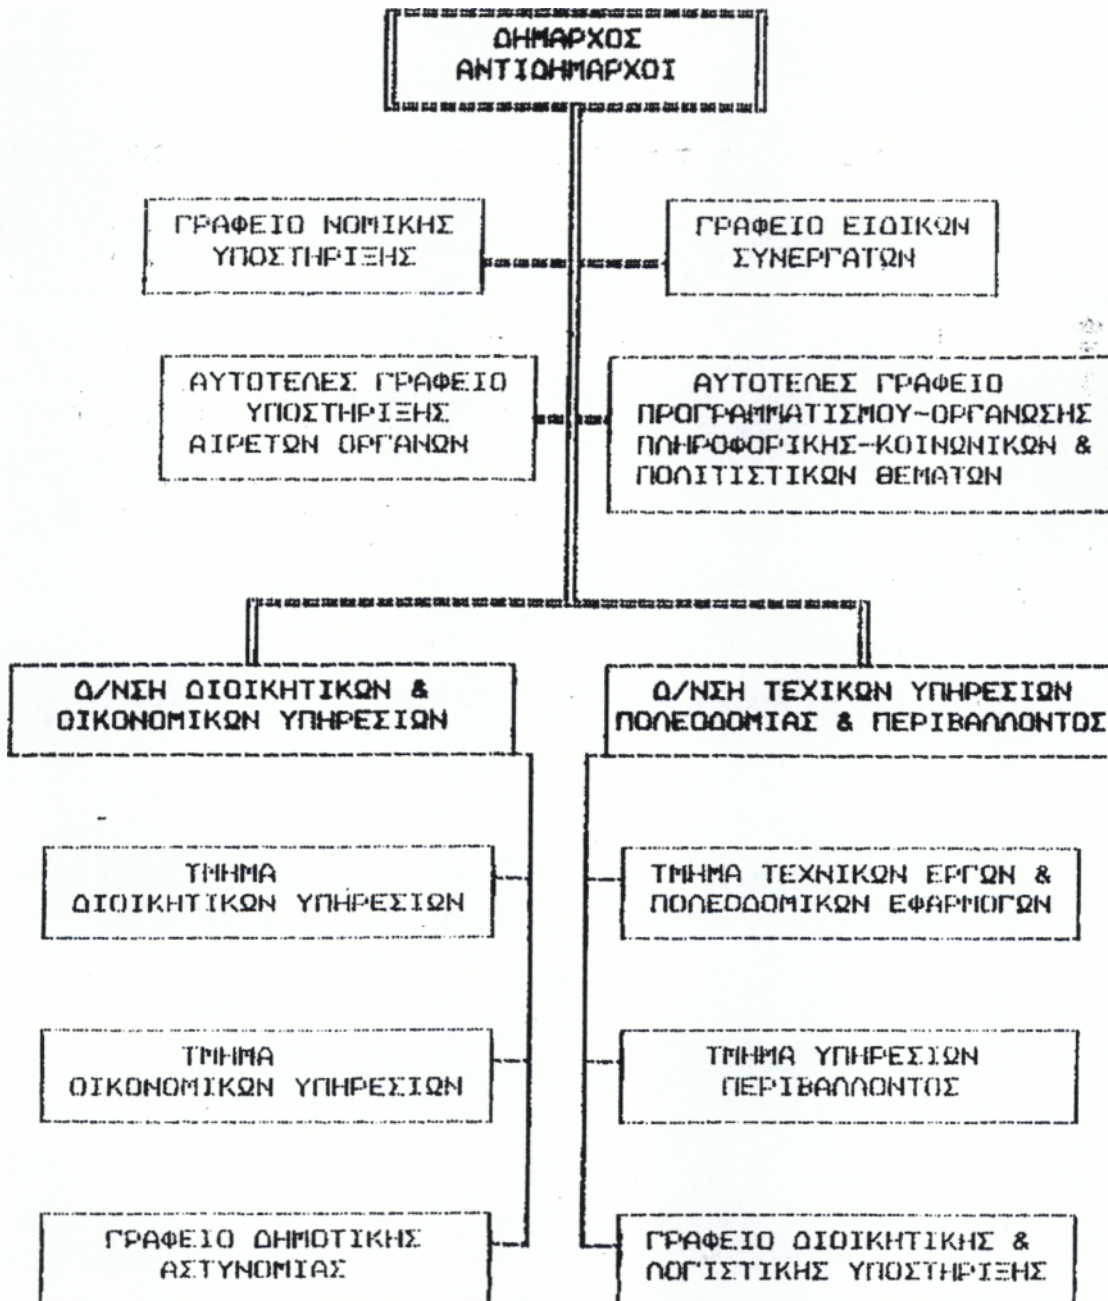 ΔΗΜΑΡΧΟΣ
ΑΝΤΙΔΗΜΑΡΧΟΙ
ΓΡΑΦΕΙΟ ΝΟΜΙΚΗΣ
ΥΠΟΣΤΗΡΙΞΗΣ
ΓΡΑΦΕΙΟ ΕΙΔΙΚΩΝ
ΣΥΝΕΡΓΑΤΩΝ
ΑΥΤΟΤΕΛΕΣ ΓΡΑΦΕΙΟ
ΥΠΟΣΤΗΡΙΞΗΣ
ΑΙΡΕΤΩΝ ΟΡΓΑΝΩΝ
ΑΥΤΟΤΕΛΕΣ ΓΡΑΦΕΙΟ
ΠΡΟΓΡΑΜΜΑΤΙΣΜΟΥ-ΟΡΓΑΝΩΣΗΣ
ΠΛΗΡΟΦΟΡΙΚΗΣ-ΚΟΙΝΩΝΙΚΩΝ &
ΠΟΛΙΤΙΣΤΙΚΩΝ ΘΕΜΑΤΩΝ
Δ/ΝΣΗ ΔΙΟΙΚΗΤΙΚΩΝ &
ΟΙΚΟΝΟΜΙΚΩΝ ΥΠΗΡΕΣΙΩΝ
Δ/ΝΣΗ ΤΕΧΙΚΩΝ ΥΠΗΡΕΣΙΩΝ
ΠΟΛΕΟΔΟΜΙΑΣ & ΠΕΡΙΒΑΛΛΟΝΤΟΣ
ΤΜΗΜΑ
ΔΙΟΙΚΗΤΙΚΩΝ ΥΠΗΡΕΣΙΩΝ
ΤΜΗΜΑ ΤΕΧΝΙΚΩΝ ΕΡΓΩΝ &
ΠΟΛΕΟΔΟΜΙΚΩΝ ΕΦΑΡΜΟΓΩΝ
ΤΜΗΜΑ
ΟΙΚΟΝΟΜΙΚΩΝ ΥΠΗΡΕΣΙΩΝ
ΤΜΗΜΑ ΥΠΗΡΕΣΙΩΝ
ΠΕΡΙΒΑΛΛΟΝΤΟΣ
ΓΡΑΦΕΙΟ ΔΗΜΟΤΙΚΗΣ
ΑΣΤΥΝΟΜΙΑΣ
ΓΡΑΦΕΙΟ ΔΙΟΙΚΗΤΙΚΗΣ &
ΛΟΓΙΣΤΙΚΗΣ ΥΠΟΣΤΗΡΙΞΗΣ